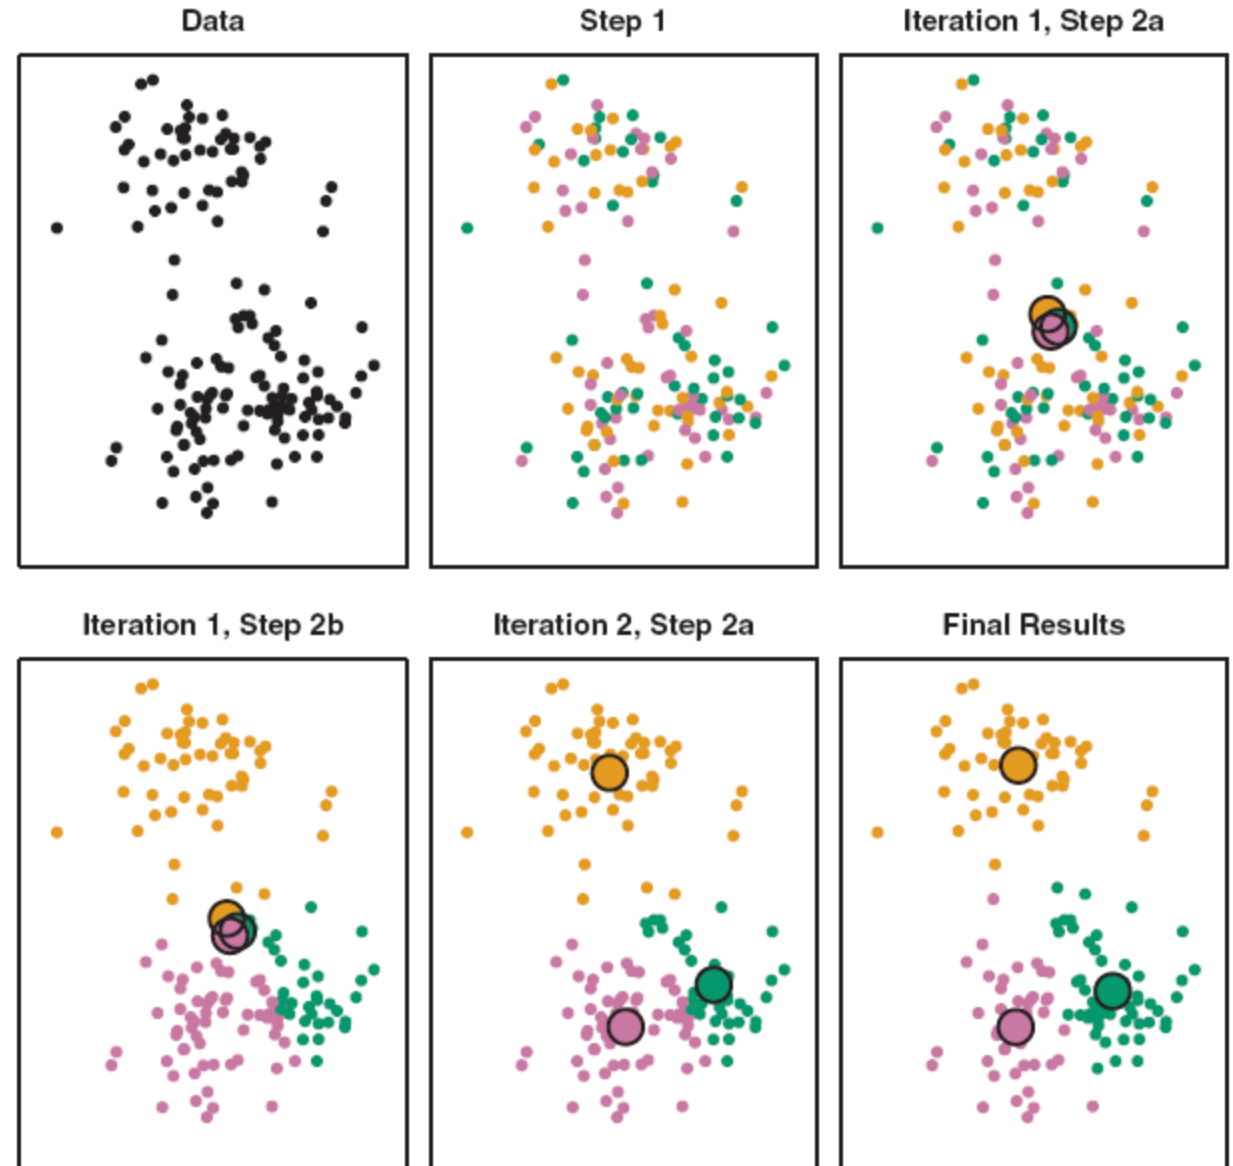 Data
Step 1
Iteration 1, Step 2a
Iteration 1, Step 2b
Iteration 2, Step 2a
Final Results